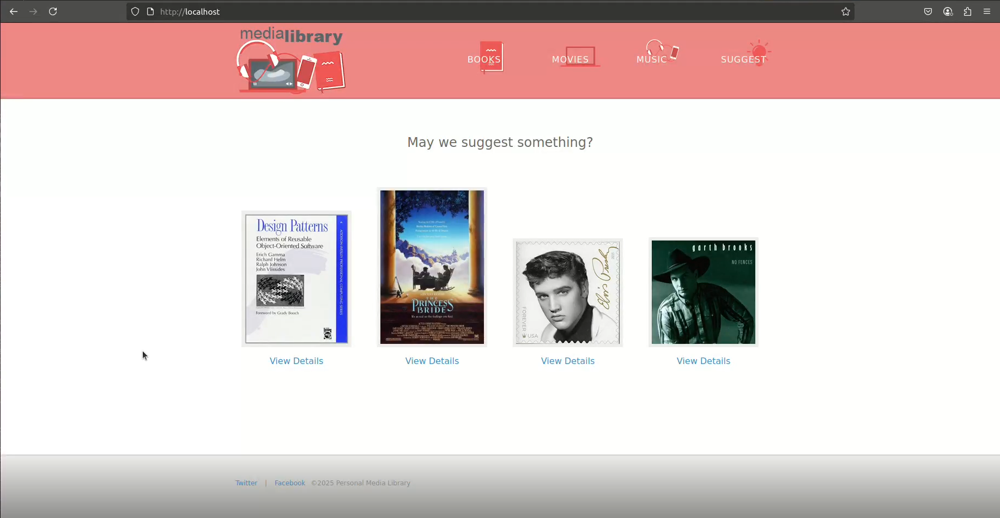 http://localhost
medialibrary
BOOKS
MOVIES
MUSIC
SUGGEST
May we suggest something?
Design Patterns
Elements of Reusable
Object-Oriented Software
Erich Gamma
Richard Helm
Ralph Johnson
John Vlissides
Foreword by Grady Booch
ADDISON-WESLEY PROFESSIONAL COMPUTING SERIES
THE
PRINCESS
BRIDE
Elvis Presley
2015
FOREVER
USA
garth brooks
NO FENCES
View Details
View Details
View Details
View Details
Twitter | Facebook ©2025 Personal Media Library